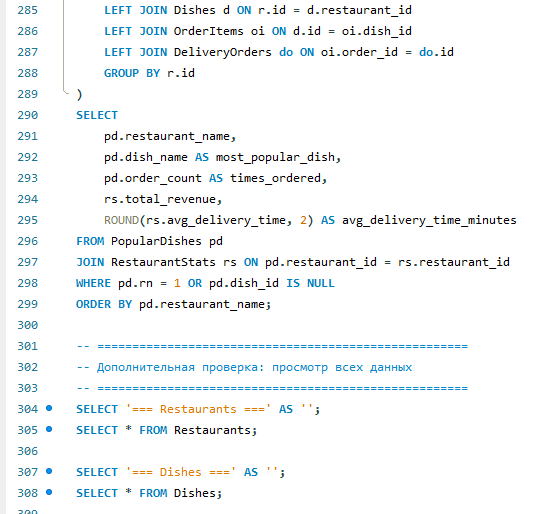 285 LEFT JOIN Dishes d ON r.id = d.restaurant_id
286 LEFT JOIN OrderItems oi ON d.id = oi.dish_id
287 LEFT JOIN DeliveryOrders do ON oi.order_id = do.id
288 GROUP BY r.id
289 )
290 SELECT
291 pd.restaurant_name,
292 pd.dish_name AS most_popular_dish,
293 pd.order_count AS times_ordered,
294 rs.total_revenue,
295 ROUND(rs.avg_delivery_time, 2) AS avg_delivery_time_minutes
296 FROM PopularDishes pd
297 JOIN RestaurantStats rs ON pd.restaurant_id = rs.restaurant_id
298 WHERE pd.rn = 1 OR pd.dish_id IS NULL
299 ORDER BY pd.restaurant_name;
300
301 -- ====================================================
302 -- Дополнительная проверка: просмотр всех данных
303 -- ====================================================
304 SELECT '=== Restaurants ===' AS '';
305 SELECT * FROM Restaurants;
306
307 SELECT '=== Dishes ===' AS '';
308 SELECT * FROM Dishes;
309